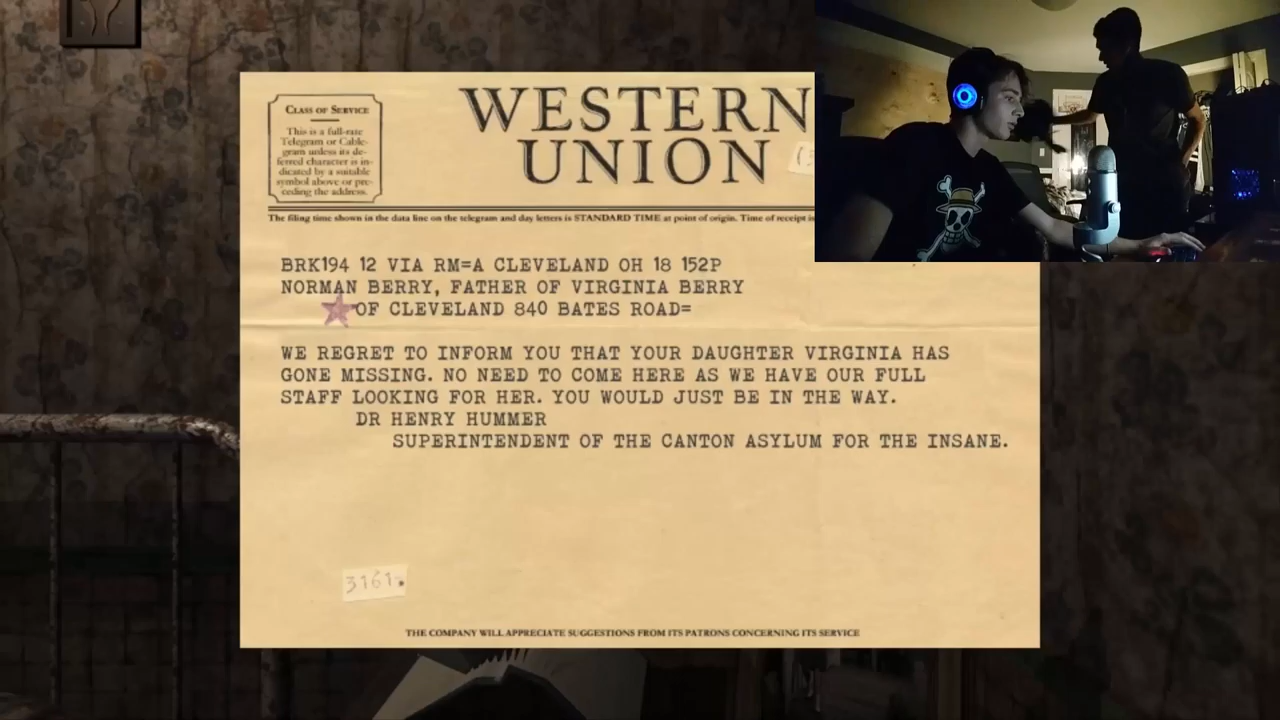 CLASS OF SERVICE
This is a full-rate
Telegram or Cable-
gram unless its de-
ferred character is in-
dicated by a suitable
symbol above or pre-
ceding the address.
WESTERN
UNION
The filing time shown in the data line on the telegram and day letters is STANDARD TIME at point of origin. Time of receipt is
BRK194 12 VIA RM=A CLEVELAND OH 18 152P
NORMAN BERRY, FATHER OF VIRGINIA BERRY
OF CLEVELAND 840 BATES ROAD=
WE REGRET TO INFORM YOU THAT YOUR DAUGHTER VIRGINIA HAS
GONE MISSING. NO NEED TO COME HERE AS WE HAVE OUR FULL
STAFF LOOKING FOR HER. YOU WOULD JUST BE IN THE WAY.
DR HENRY HUMMER
SUPERINTENDENT OF THE CANTON ASYLUM FOR THE INSANE.
3161.
THE COMPANY WILL APPRECIATE SUGGESTIONS FROM ITS PATRONS CONCERNING ITS SERVICE